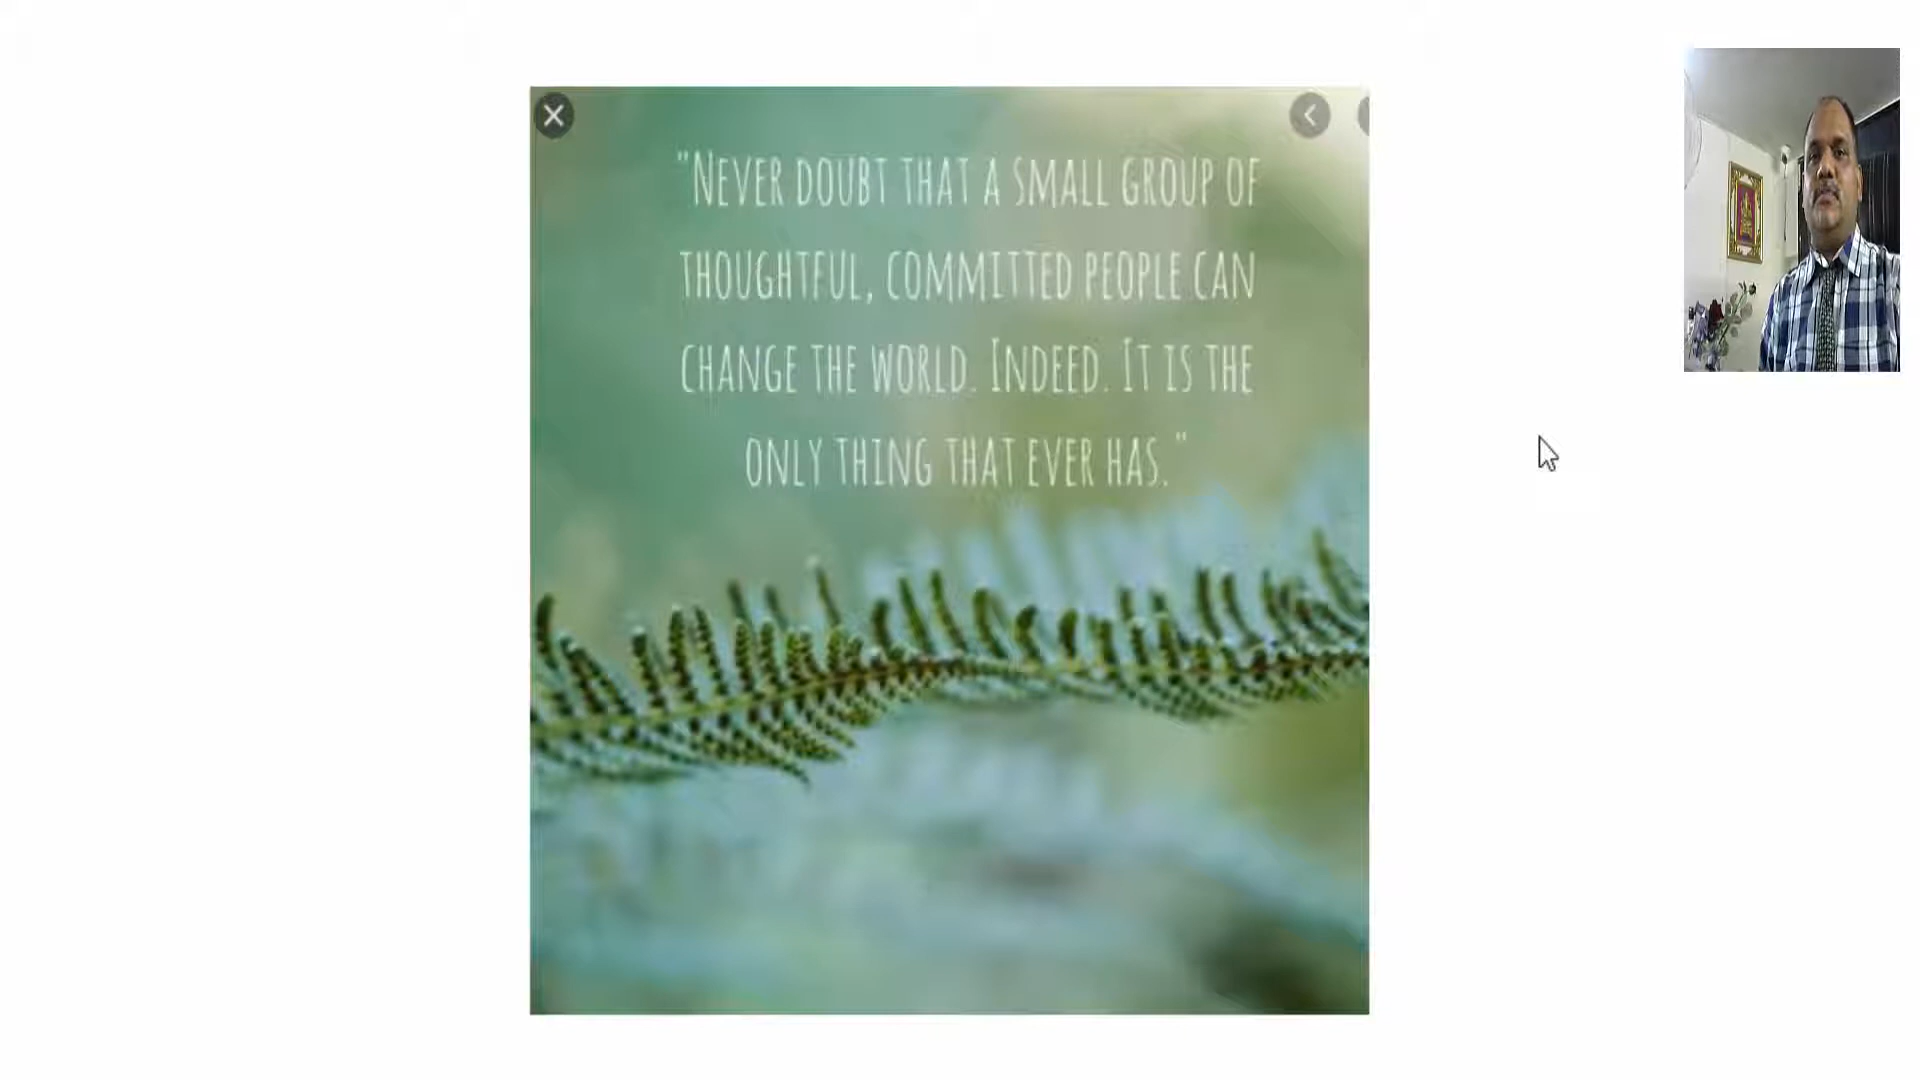 "Never doubt that a small group of
thoughtful, committed people can
change the world. Indeed. It is the
only thing that ever has."